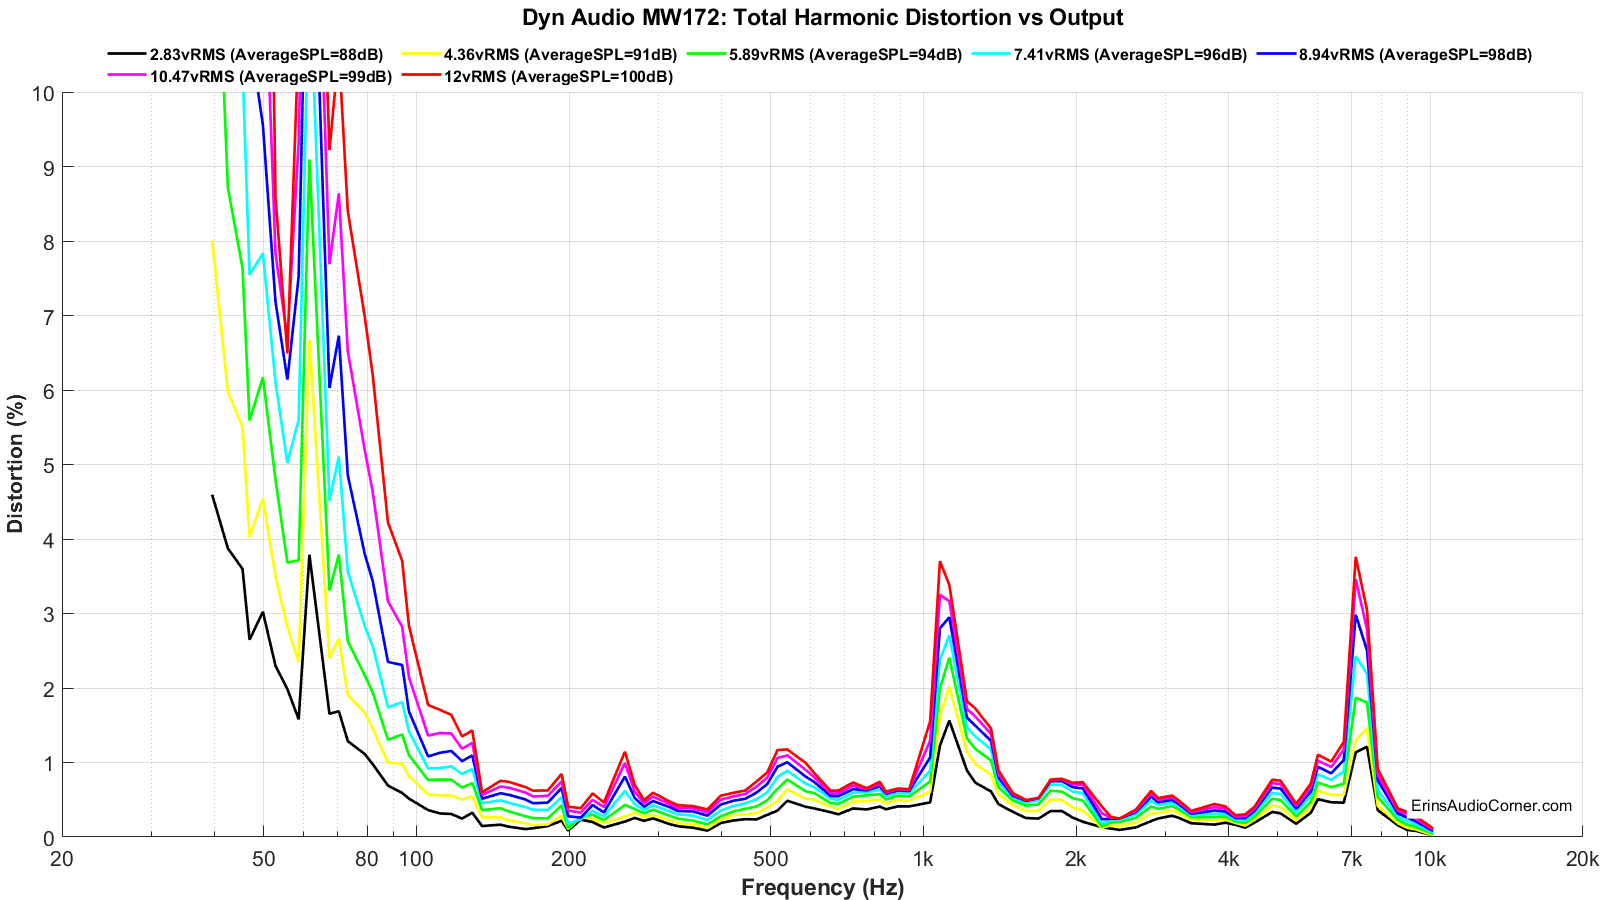 Dyn Audio MW172: Total Harmonic Distortion vs Output
2.83vRMS (AverageSPL=88dB) 4.36vRMS (AverageSPL=91dB) 5.89vRMS (AverageSPL=94dB) 7.41vRMS (AverageSPL=96dB) 8.94vRMS (AverageSPL=98dB)
10.47vRMS (AverageSPL=99dB) 12vRMS (AverageSPL=100dB)
10
9
8
7
6
5
4
3
2
1
0
Distortion (%)
ErinsAudioCorner.com
20 50 80 100 200 500 1k 2k 4k 7k 10k 20k
Frequency (Hz)